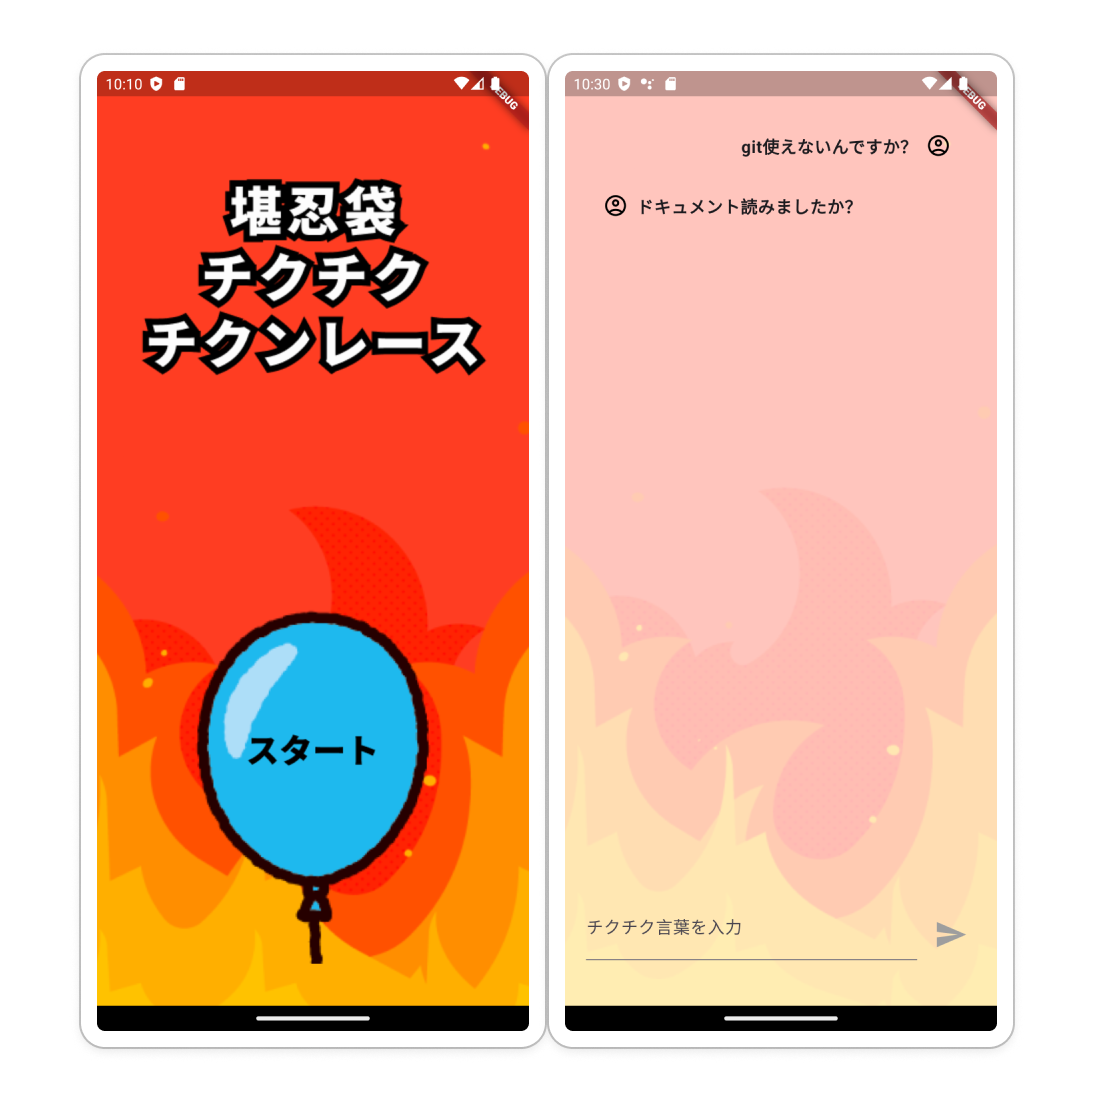 10:10
DEBUG
堪忍袋
チクチク
チクンレース
スタート
10:30
DEBUG
git使えないんですか?
ドキュメント読みましたか?
チクチク言葉を入力